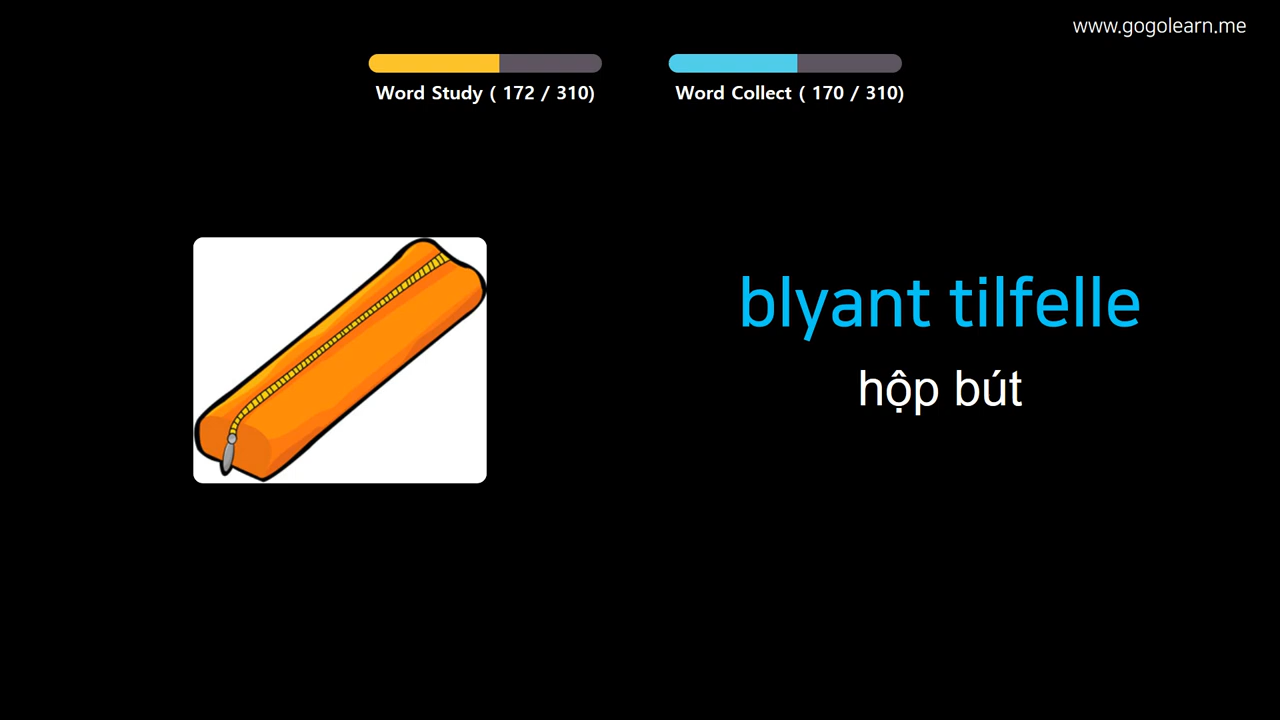 www.gogolearn.me
Word Study ( 172 / 310)
Word Collect ( 170 / 310)
blyant tilfelle
hộp bút